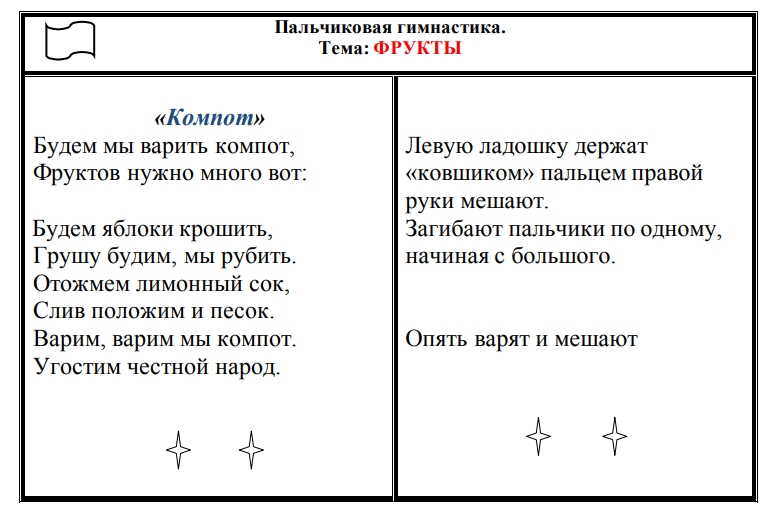 Пальчиковая гимнастика.
Тема: ФРУКТЫ
«Компот»
Будем мы варить компот,
Фруктов нужно много вот:
Будем яблоки крошить,
Грушу будим, мы рубить.
Отожмем лимонный сок,
Слив положим и песок.
Варим, варим мы компот.
Угостим честной народ.
Левую ладошку держат
«ковшиком» пальцем правой
руки мешают.
Загибают пальчики по одному,
начиная с большого.
Опять варят и мешают